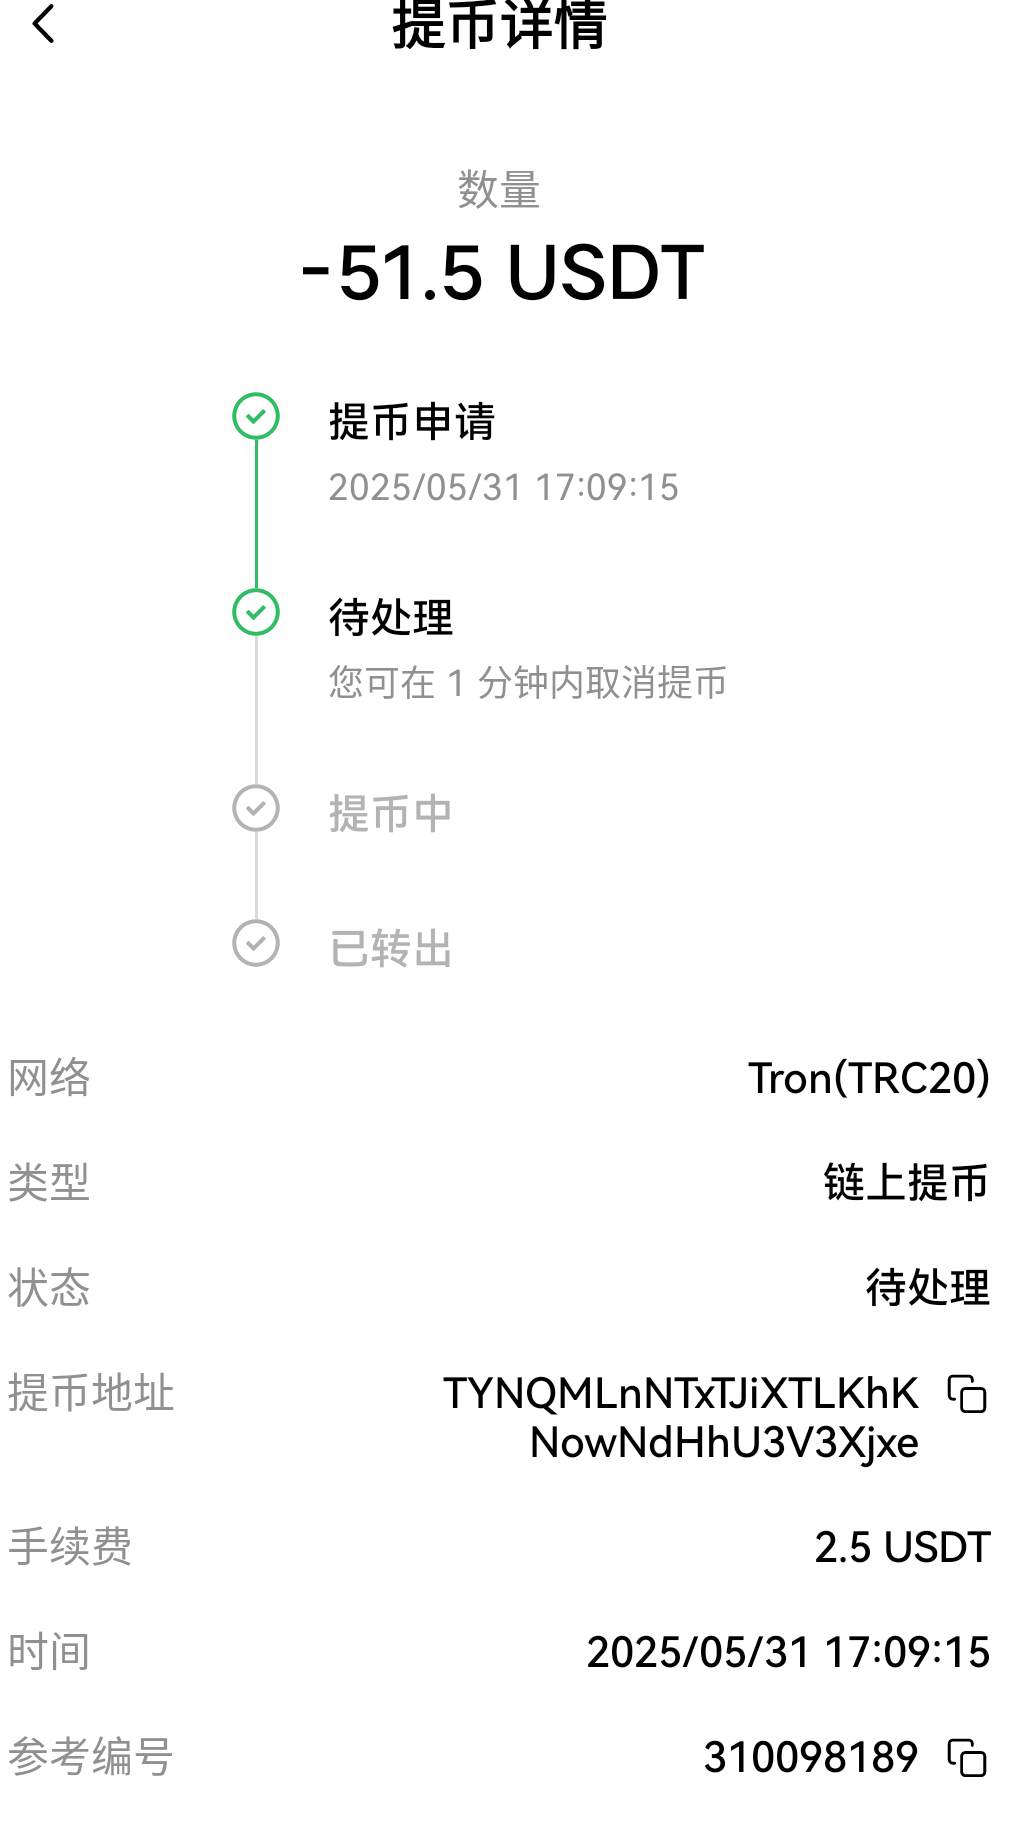 提币详情
数量
-51.5 USDT
提币申请
2025/05/31 17:09:15
待处理
您可在 1 分钟内取消提币
提币中
已转出
网络 Tron(TRC20)
类型 链上提币
状态 待处理
提币地址 TYNQMLnNTxTJiXTLKhK
NowNdHhU3V3Xjxe
手续费 2.5 USDT
时间 2025/05/31 17:09:15
参考编号 310098189